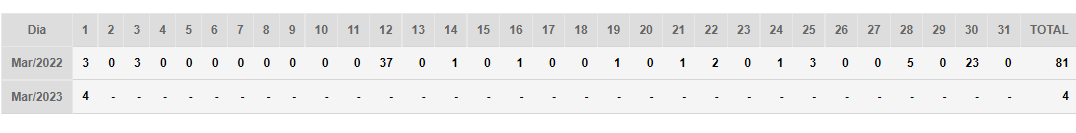 Dia 1 2 3 4 5 6 7 8 9 10 11 12 13 14 15 16 17 18 19 20 21 22 23 24 25 26 27 28 29 30 31 TOTAL
Mar/2022 3 0 3 0 0 0 0 0 0 0 0 37 0 1 0 1 0 0 1 0 1 2 0 1 3 0 0 5 0 23 0 81
Mar/2023 4 - - - - - - - - - - - - - - - - - - - - - - - - - - - - - - 4